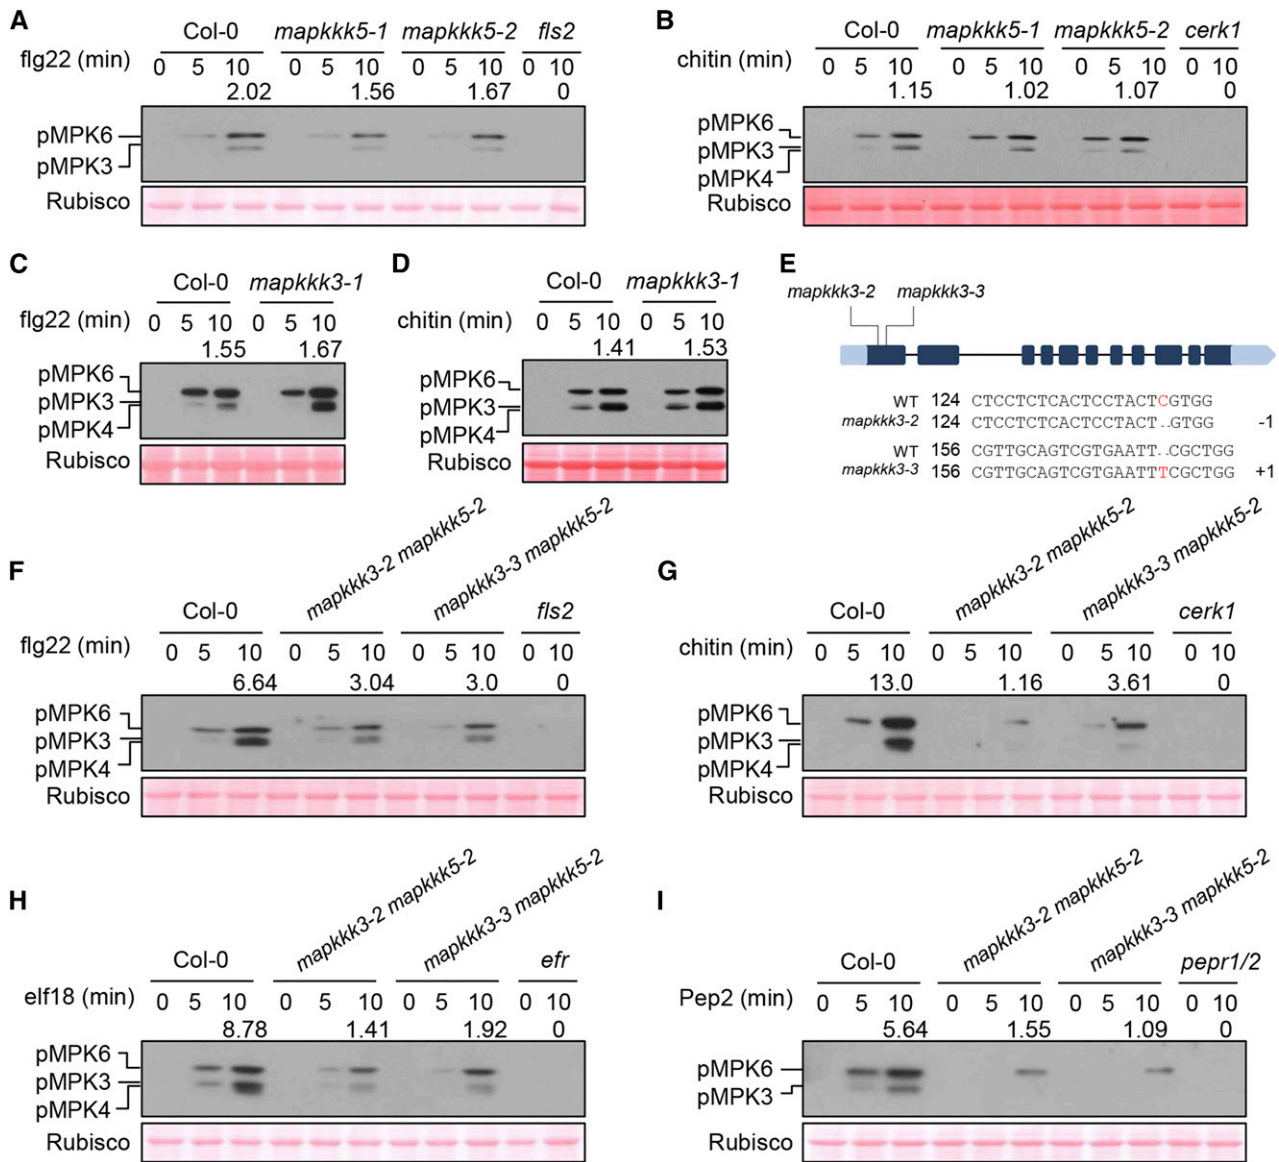 A
Col-0 mapkkk5-1 mapkkk5-2 fls2
flg22 (min) 0 5 10 0 5 10 0 5 10 0 10
2.02 1.56 1.67 0
pMPK6
pMPK3
Rubisco
B
Col-0 mapkkk5-1 mapkkk5-2 cerk1
chitin (min) 0 5 10 0 5 10 0 5 10 0 10
1.15 1.02 1.07 0
pMPK6
pMPK3
pMPK4
Rubisco
C
Col-0 mapkkk3-1
flg22 (min) 0 5 10 0 5 10
1.55 1.67
pMPK6
pMPK3
pMPK4
Rubisco
D
Col-0 mapkkk3-1
chitin (min) 0 5 10 0 5 10
1.41 1.53
pMPK6
pMPK3
pMPK4
Rubisco
E
mapkkk3-2 mapkkk3-3
WT 124 CTCCTCTCACTCCTACTCGTGG
mapkkk3-2 124 CTCCTCTCACTCCTACT--GTGG -1
WT 156 CGTTGCAGTCGTGAATT--CGCTGG
mapkkk3-3 156 CGTTGCAGTCGTGAATTTCGCTGG +1
F
Col-0 mapkkk3-2 mapkkk5-2 mapkkk3-3 mapkkk5-2 fls2
flg22 (min) 0 5 10 0 5 10 0 5 10 0 10
6.64 3.04 3.0 0
pMPK6
pMPK3
pMPK4
Rubisco
G
Col-0 mapkkk3-2 mapkkk5-2 mapkkk3-3 mapkkk5-2 cerk1
chitin (min) 0 5 10 0 5 10 0 5 10 0 10
13.0 1.16 3.61 0
pMPK6
pMPK3
pMPK4
Rubisco
H
Col-0 mapkkk3-2 mapkkk5-2 mapkkk3-3 mapkkk5-2 efr
elf18 (min) 0 5 10 0 5 10 0 5 10 0 10
8.78 1.41 1.92 0
pMPK6
pMPK3
pMPK4
Rubisco
I
Col-0 mapkkk3-2 mapkkk5-2 mapkkk3-3 mapkkk5-2 pepr1/2
Pep2 (min) 0 5 10 0 5 10 0 5 10 0 10
5.64 1.55 1.09 0
pMPK6
pMPK3
Rubisco